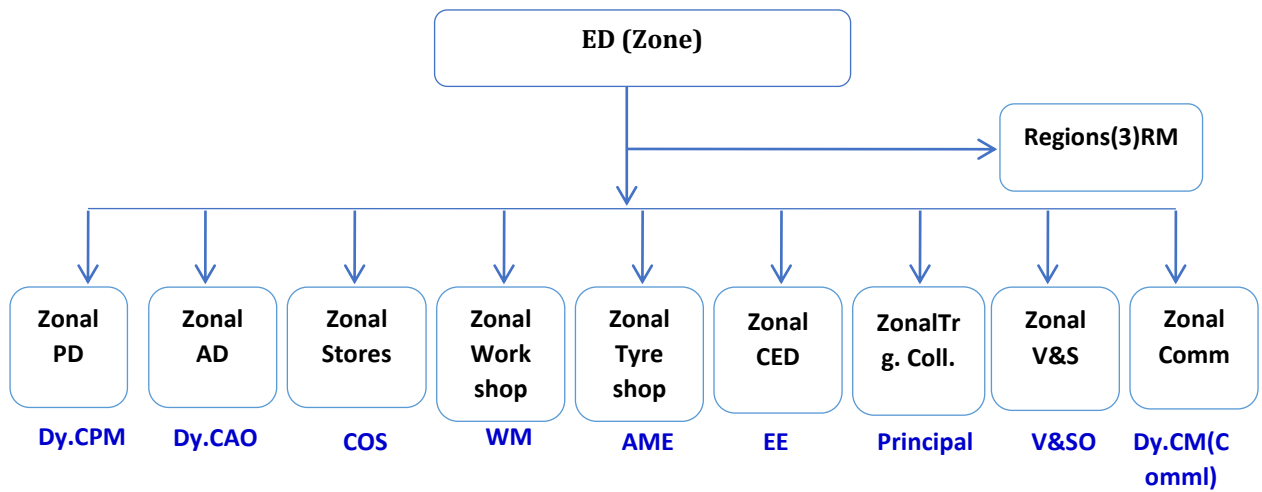 ED (Zone)
Regions(3)RM
Zonal
PD
Zonal
AD
Zonal
Stores
Zonal
Work
shop
Zonal
Tyre
shop
Zonal
CED
ZonalTr
g. Coll.
Zonal
V&S
Zonal
Comm
Dy.CPM
Dy.CAO
COS
WM
AME
EE
Principal
V&SO
Dy.CM(C
omml)